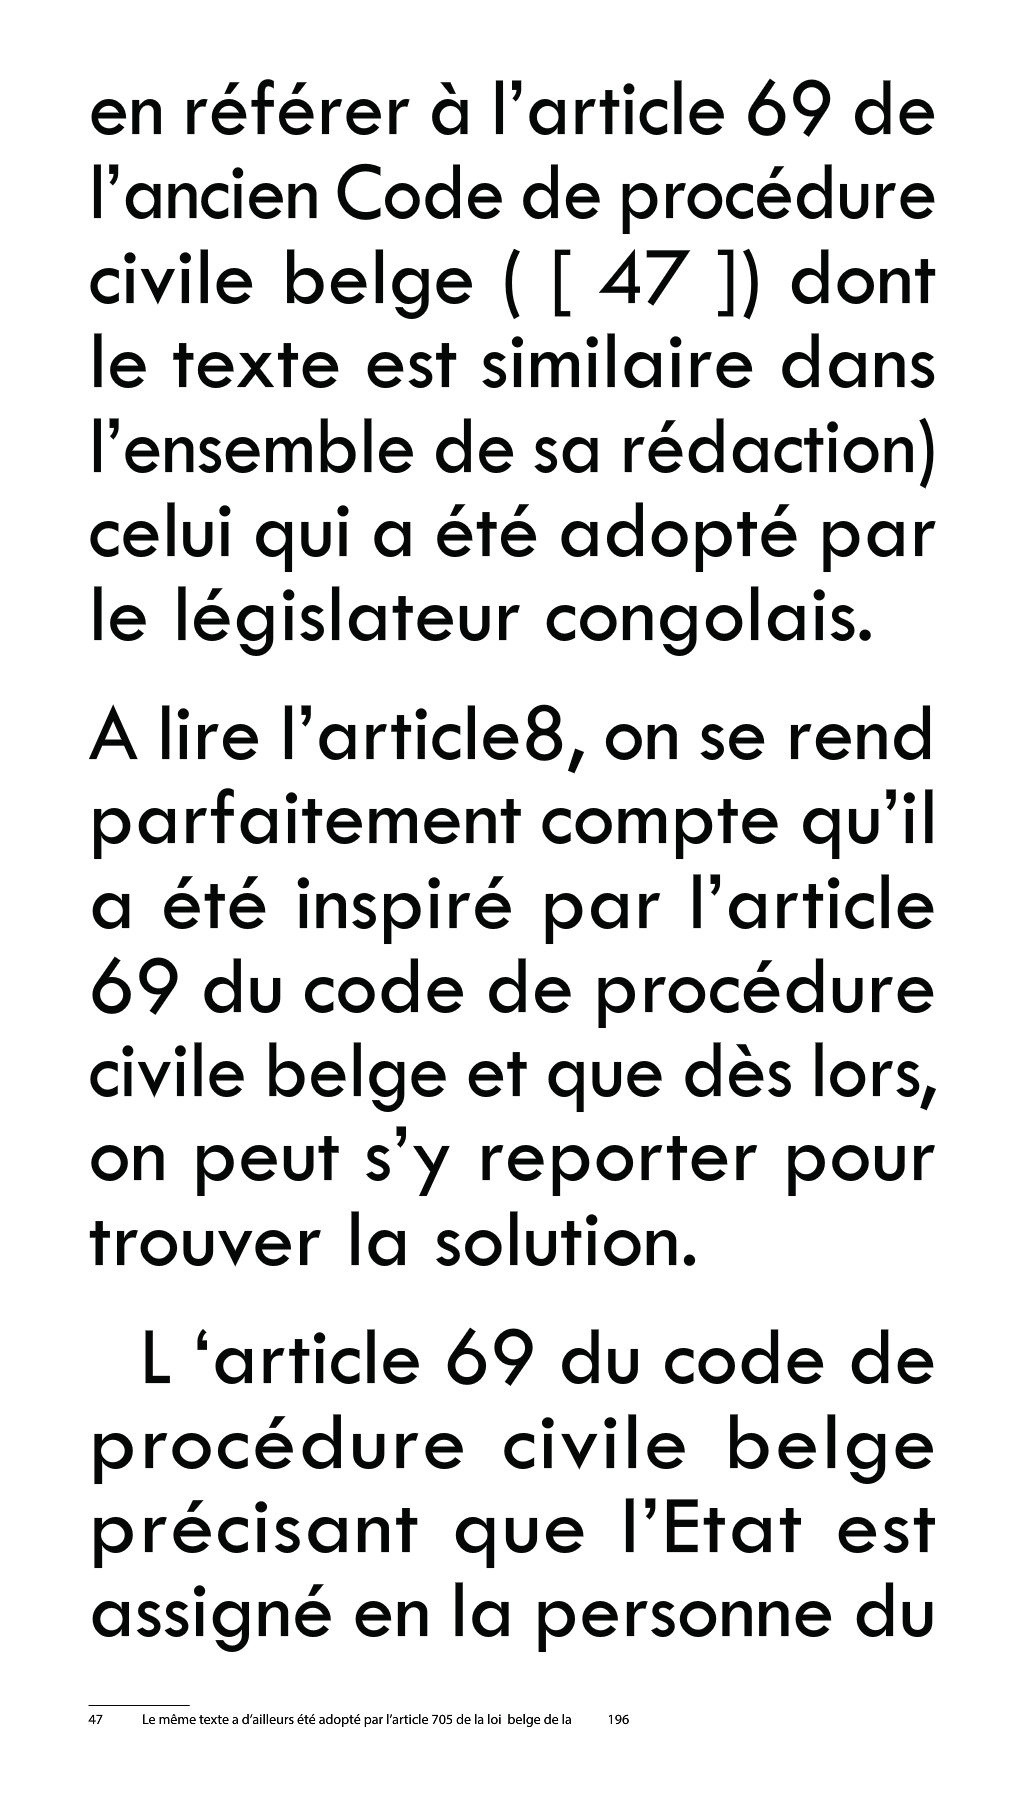 en référer à l’article 69 de
l’ancien Code de procédure
civile belge ( [ 47 ]) dont
le texte est similaire dans
l’ensemble de sa rédaction)
celui qui a été adopté par
le législateur congolais.
A lire l’article8, on se rend
parfaitement compte qu’il
a été inspiré par l’article
69 du code de procédure
civile belge et que dès lors,
on peut s’y reporter pour
trouver la solution.
L ‘article 69 du code de
procédure civile belge
précisant que l’Etat est
assigné en la personne du
47 Le même texte a d’ailleurs été adopté par l’article 705 de la loi belge de la 196